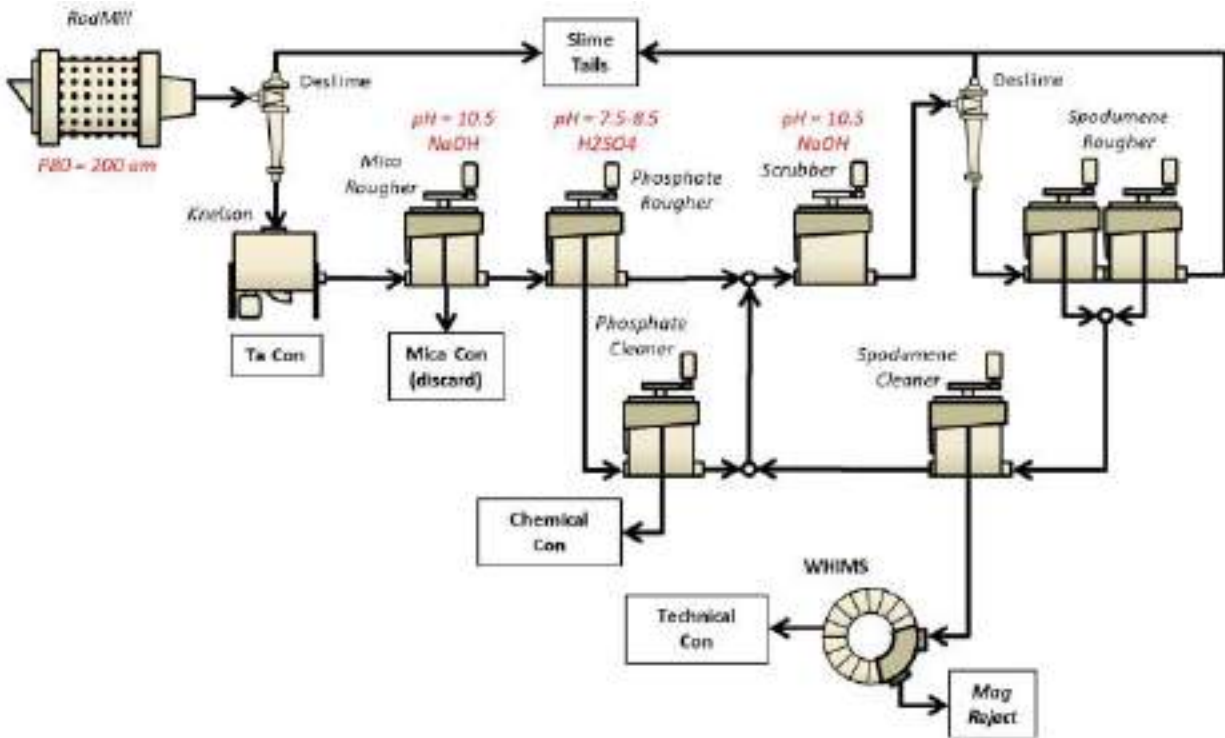 RodMill
Slime
Tails
Deslime
Deslime
P80 = 200 um
pH = 10.5
NaOH
Mica
Rougher
pH = 7.5-8.5
H2SO4
Phosphate
Rougher
pH = 10.5
NaOH
Scrubber
Spodumene
Rougher
Knelson
Ta Con
Mica Con
(discard)
Phosphate
Cleaner
Spodumene
Cleaner
Chemical
Con
WHIMS
Technical
Con
Mag
Reject